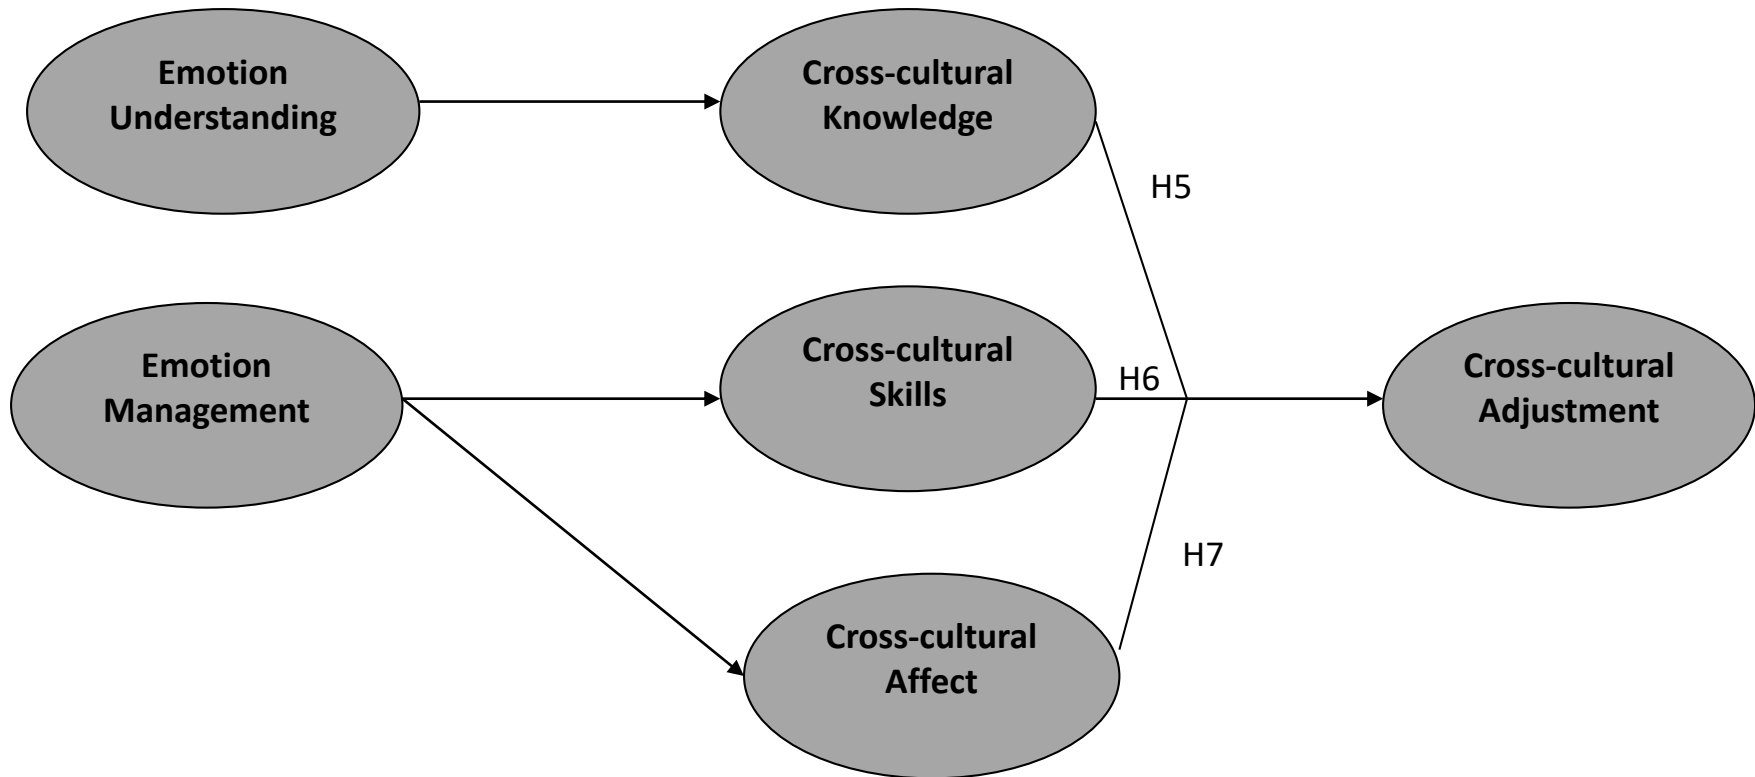 Emotion
Understanding
Cross-cultural
Knowledge
H5
Emotion
Management
Cross-cultural
Skills
H6
Cross-cultural
Adjustment
H7
Cross-cultural
Affect